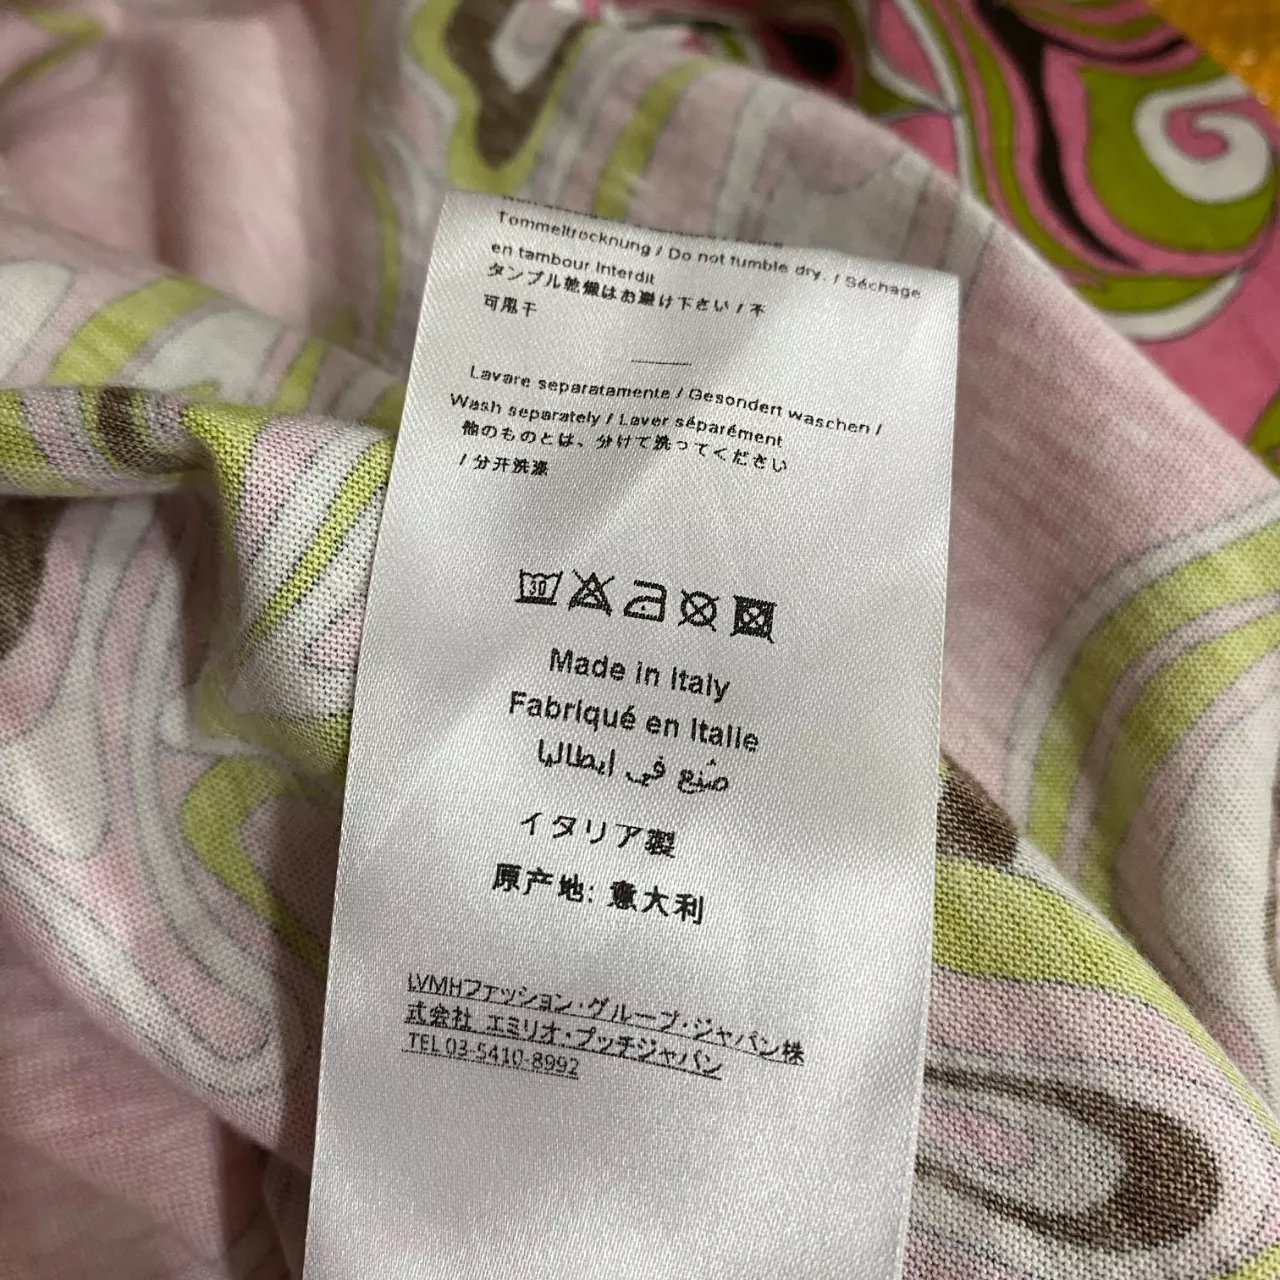 Tommeltrocknung / Do not tumble dry. / Séchage
en tambour interdit
タンブル乾燥はお避け下さい / 不
可甩干
Lavare separatamente / Gesondert waschen /
Wash separately / Laver séparément
他のものとは、分けて洗ってください
/ 分开洗涤
30
Made in Italy
Fabriqué en Italie
صُنع في ايطاليا
イタリア製
原产地: 意大利
LVMHファッション・グループ・ジャパン株
式会社 エミリオ・プッチジャパン
TEL 03-5410-8992